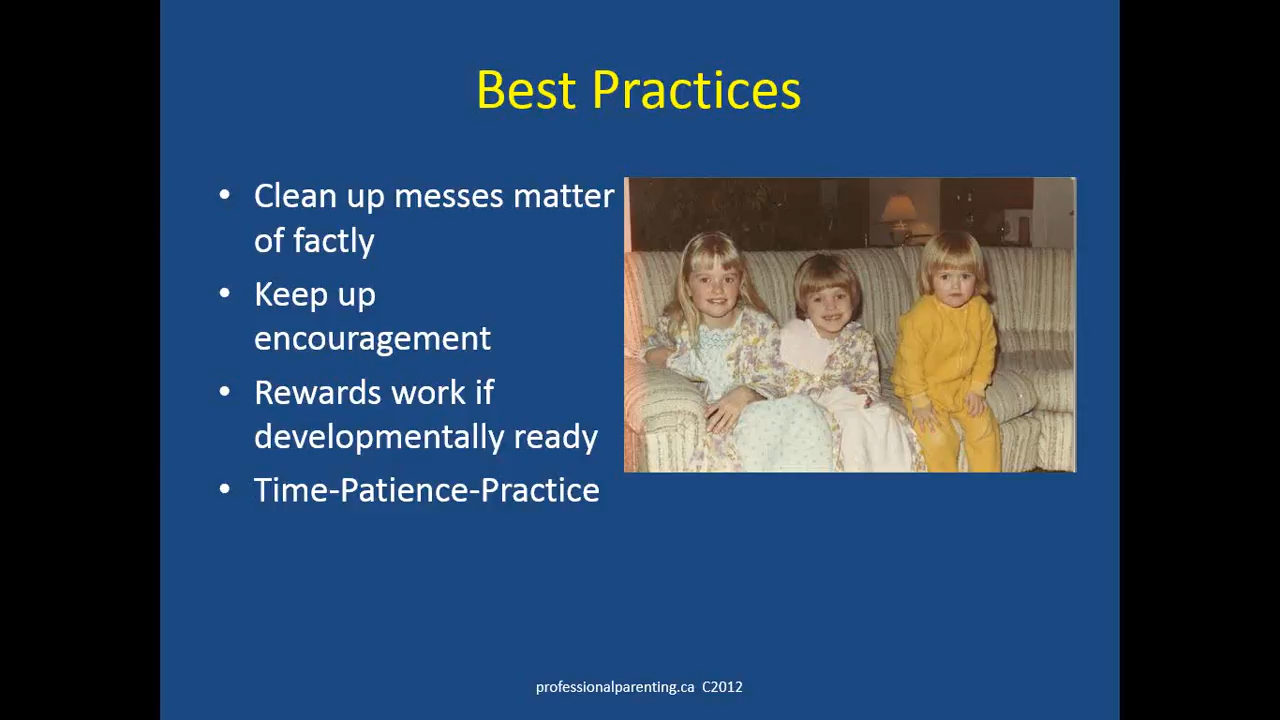 Best Practices
• Clean up messes matter
of factly
• Keep up
encouragement
• Rewards work if
developmentally ready
• Time-Patience-Practice
professionalparenting.ca C2012